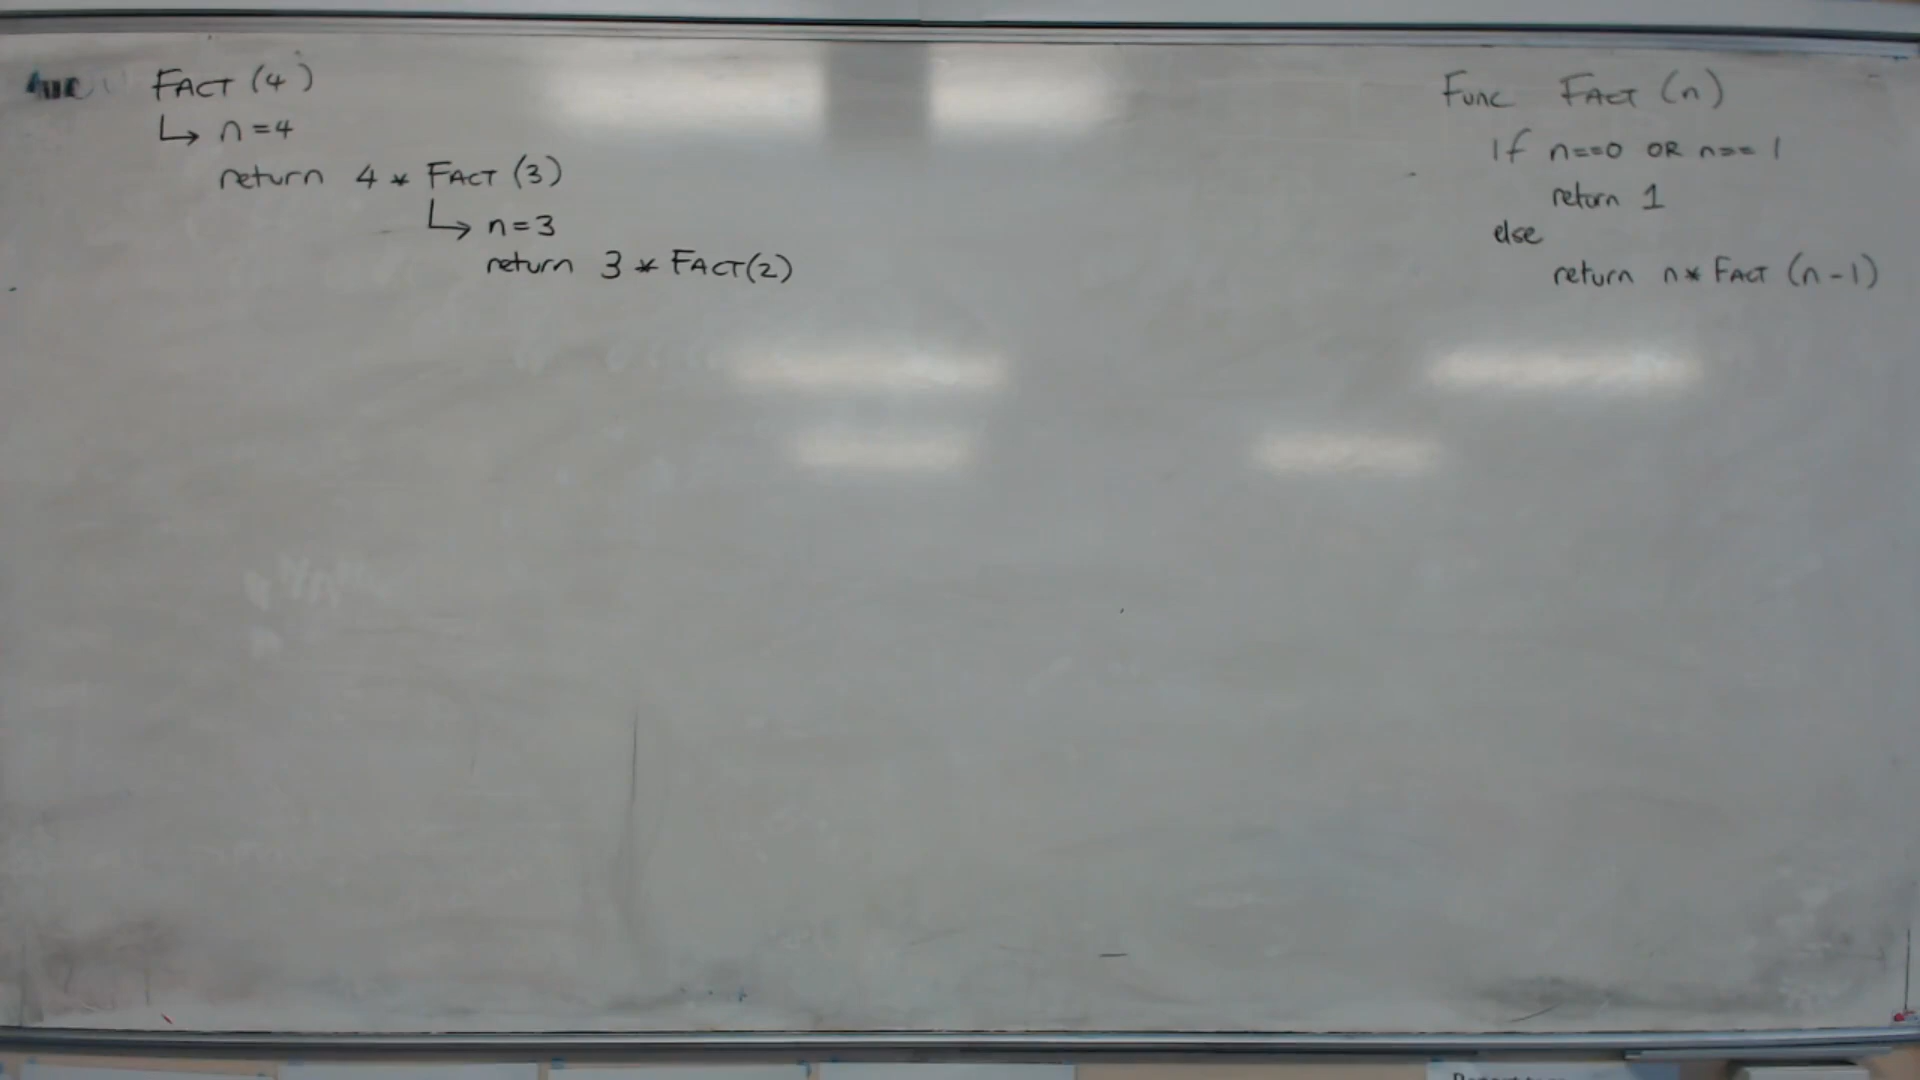 FACT (4)
↳ n=4
return 4 * FACT (3)
↳ n=3
return 3 * FACT(2)
Func FACT (n)
If n==0 OR n==1
return 1
else
return n * FACT (n-1)